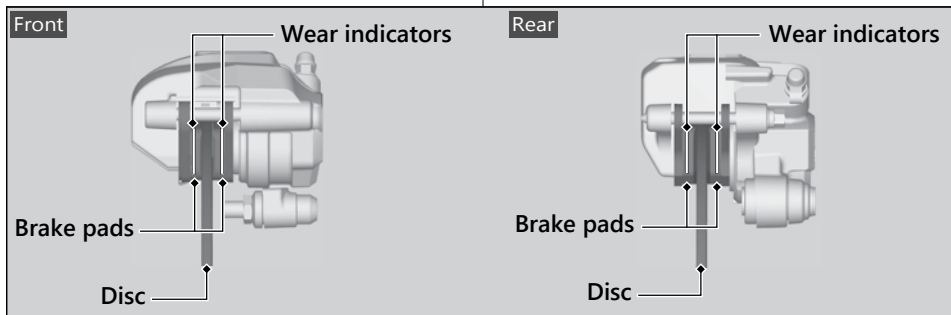 Front
Wear indicators
Brake pads
Disc
Rear
Wear indicators
Brake pads
Disc